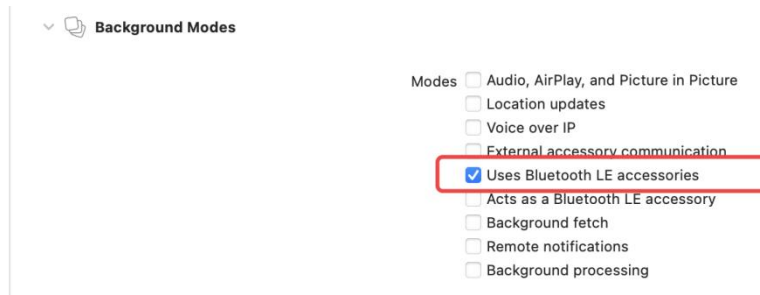 Background Modes
Modes Audio, AirPlay, and Picture in Picture
Location updates
Voice over IP
External accessory communication
Uses Bluetooth LE accessories
Acts as a Bluetooth LE accessory
Background fetch
Remote notifications
Background processing